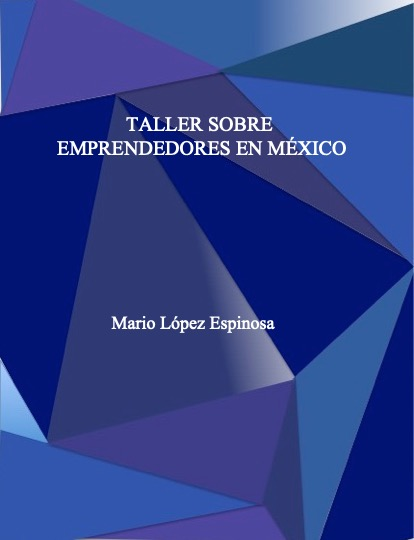 TALLER SOBRE
EMPRENDEDORES EN MÉXICO
Mario López Espinosa